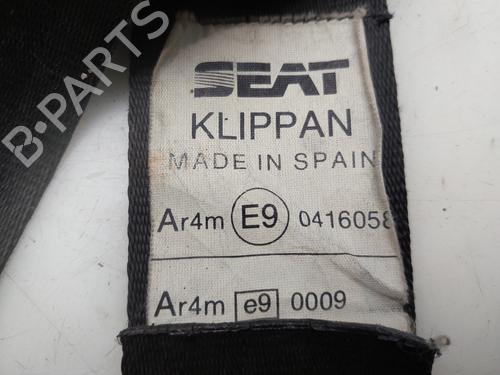 B-PARTS
SEAT
KLIPPAN
MADE IN SPAIN
Ar4m E9 0416058
Ar4m e9 0009